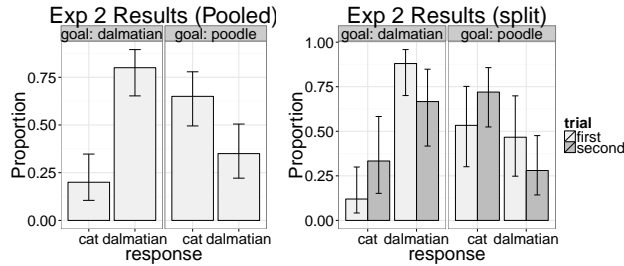 Exp 2 Results (Pooled)
goal: dalmatian goal: poodle
Proportion
0.75
0.50
0.25
0.00
cat dalmatian cat dalmatian
response
Exp 2 Results (split)
goal: dalmatian goal: poodle
Proportion
1.00
0.75
0.50
0.25
0.00
cat dalmatian cat dalmatian
response
trial
first
second